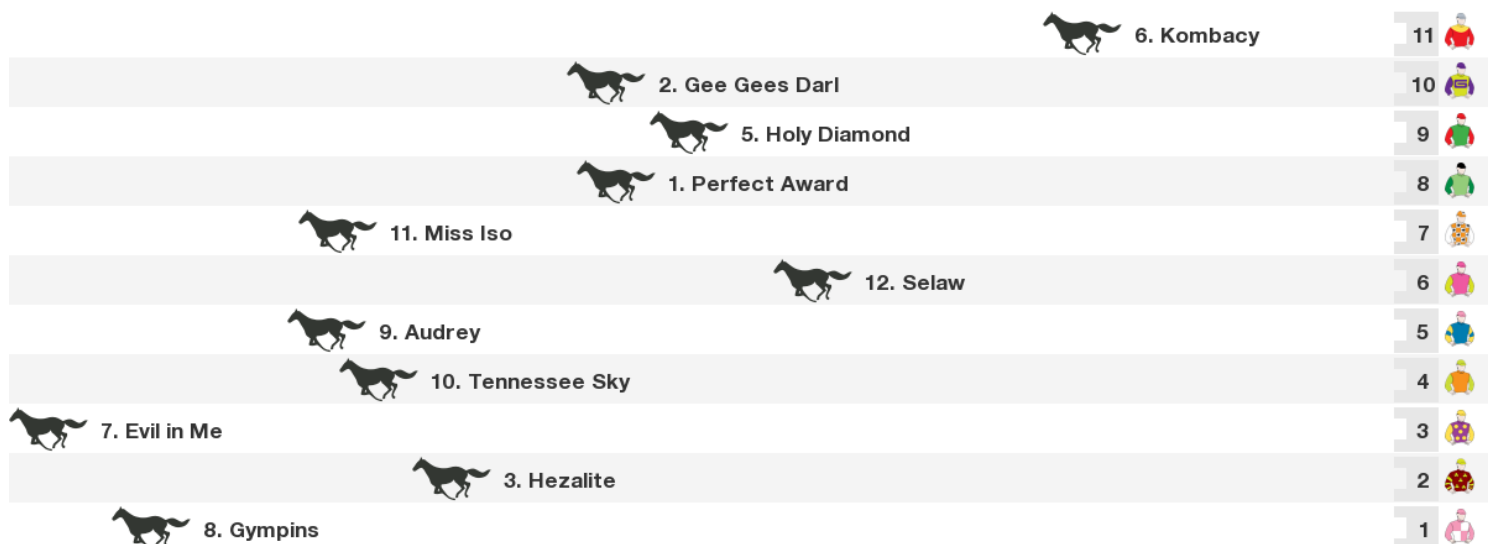 6. Kombacy 11
2. Gee Gees Darl 10
5. Holy Diamond 9
1. Perfect Award 8
11. Miss Iso 7
12. Selaw 6
9. Audrey 5
10. Tennessee Sky 4
7. Evil in Me 3
3. Hezalite 2
8. Gympins 1